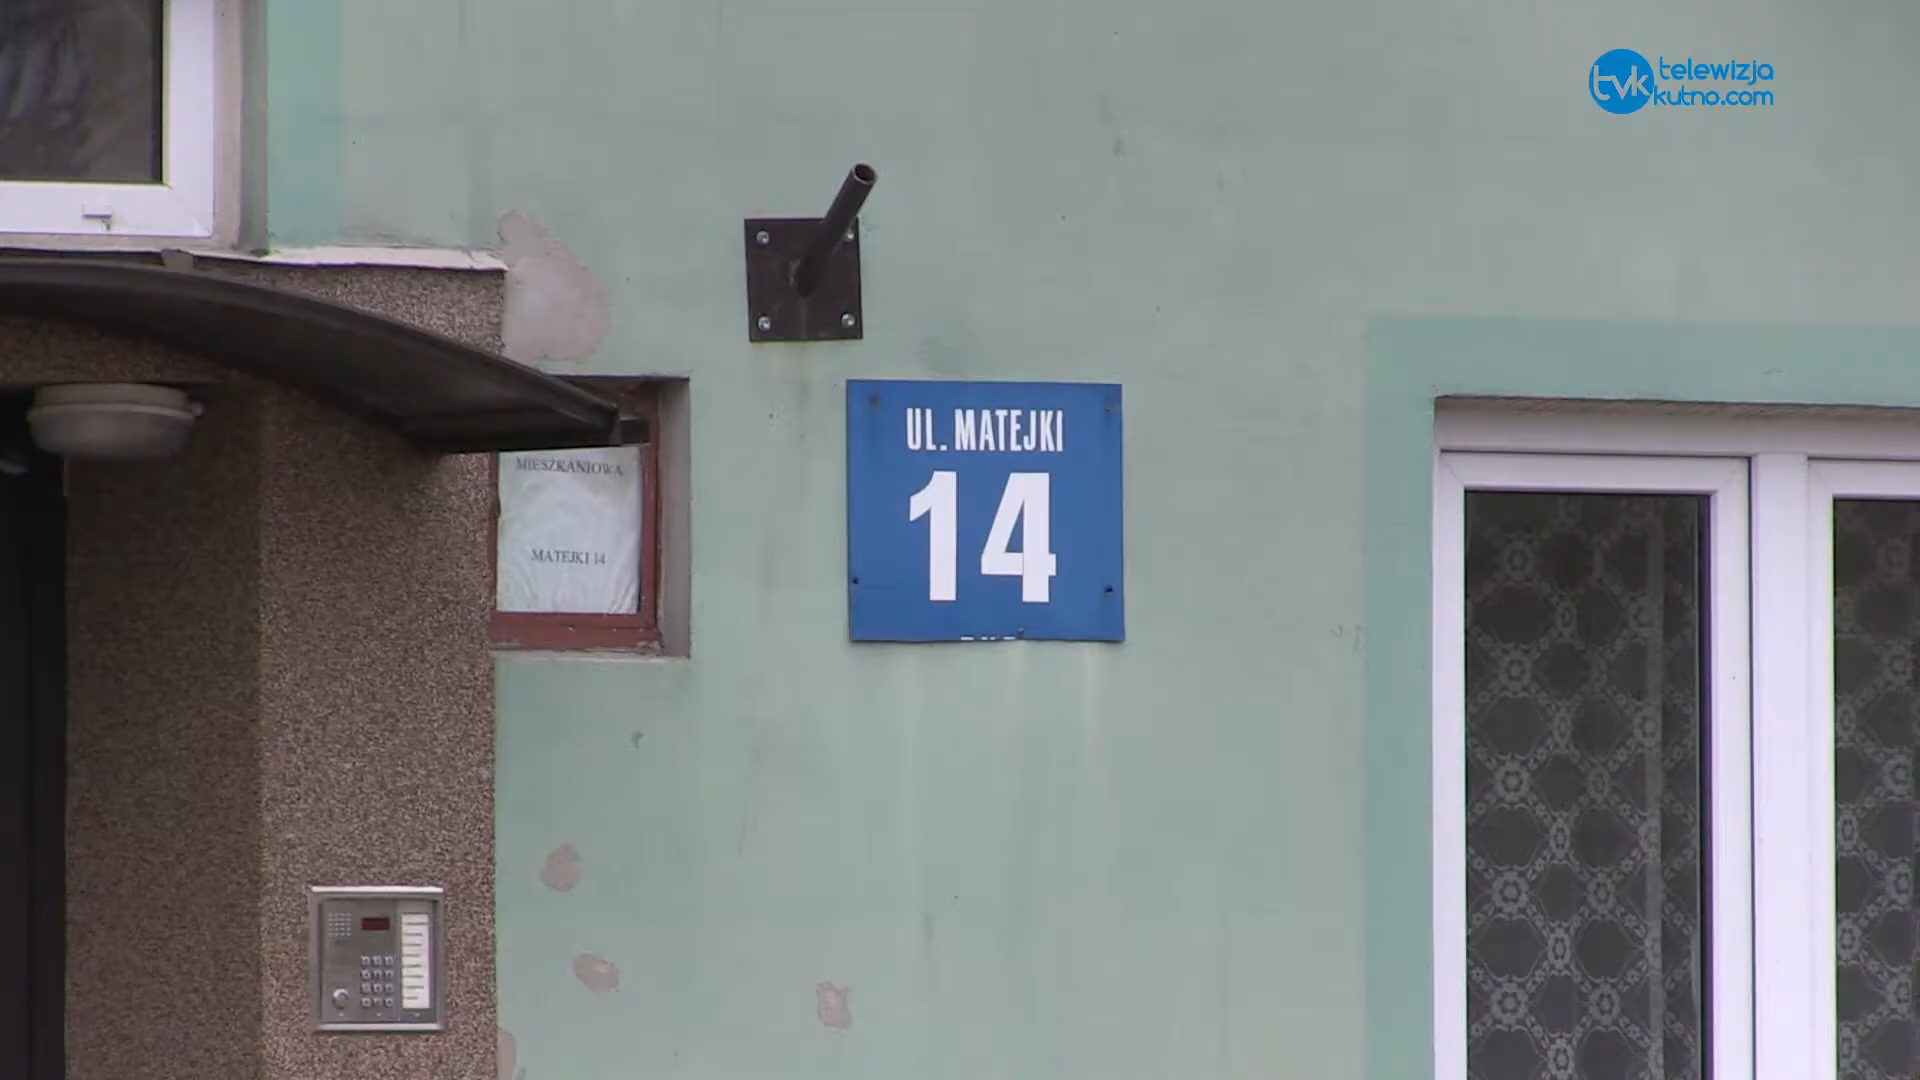 tvk telewizja
kutno.com
UL. MATEJKI
14
MIESZKANIOWA
MATEJKI 14